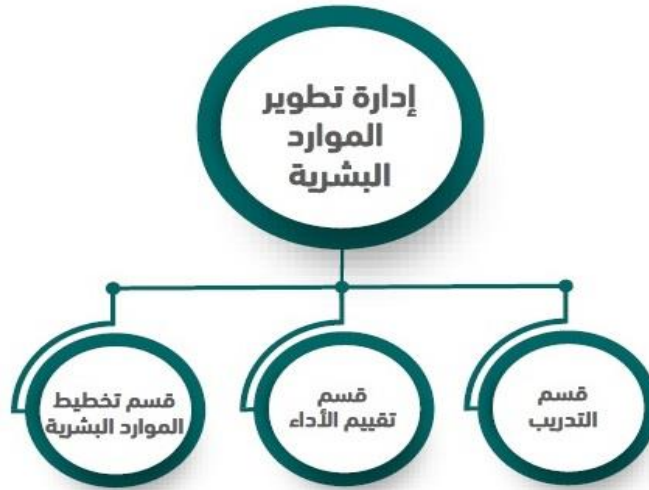 إدارة تطوير
الموارد
البشرية
قسم
التدريب
قسم
تقييم الأداء
قسم تخطيط
الموارد البشرية